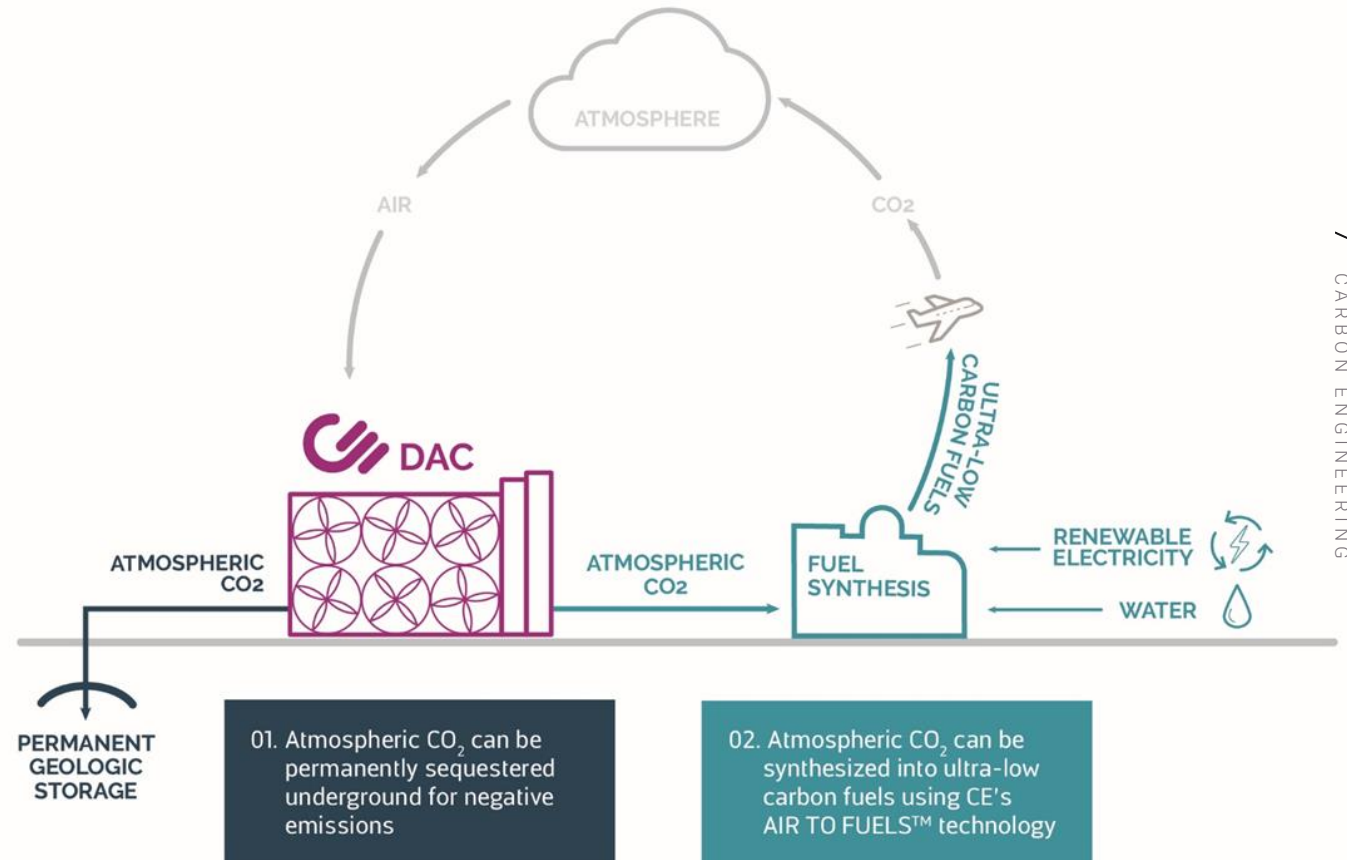 ATMOSPHERE
AIR
CO2
DAC
ULTRA-LOW
CARBON FUELS
ATMOSPHERIC
CO2
ATMOSPHERIC
CO2
FUEL
SYNTHESIS
RENEWABLE
ELECTRICITY
WATER
PERMANENT
GEOLOGIC
STORAGE
01. Atmospheric CO₂ can be
permanently sequestered
underground for negative
emissions
02. Atmospheric CO₂ can be
synthesized into ultra-low
carbon fuels using CE's
AIR TO FUELS™ technology
/ CARBON ENGINEERING